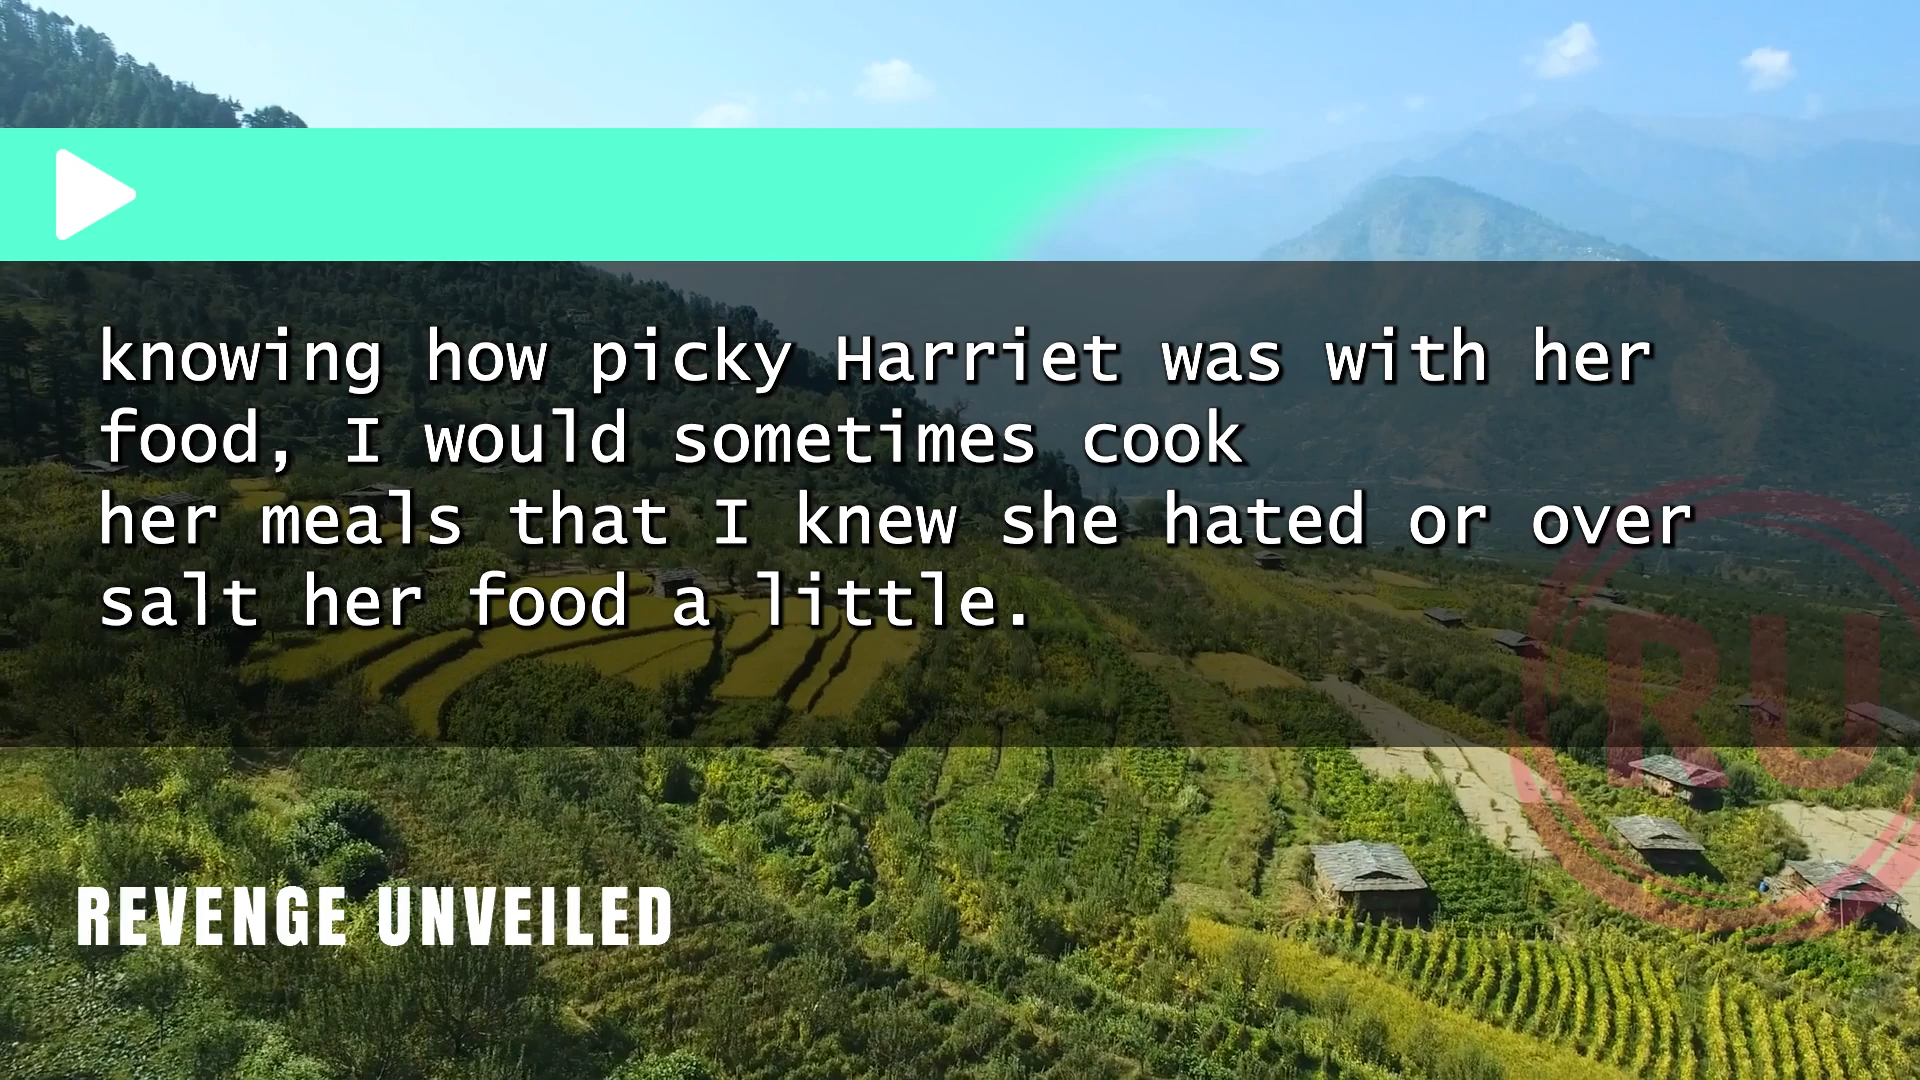 knowing how picky Harriet was with her
food, I would sometimes cook
her meals that I knew she hated or over
salt her food a little.
RU
REVENGE UNVEILED